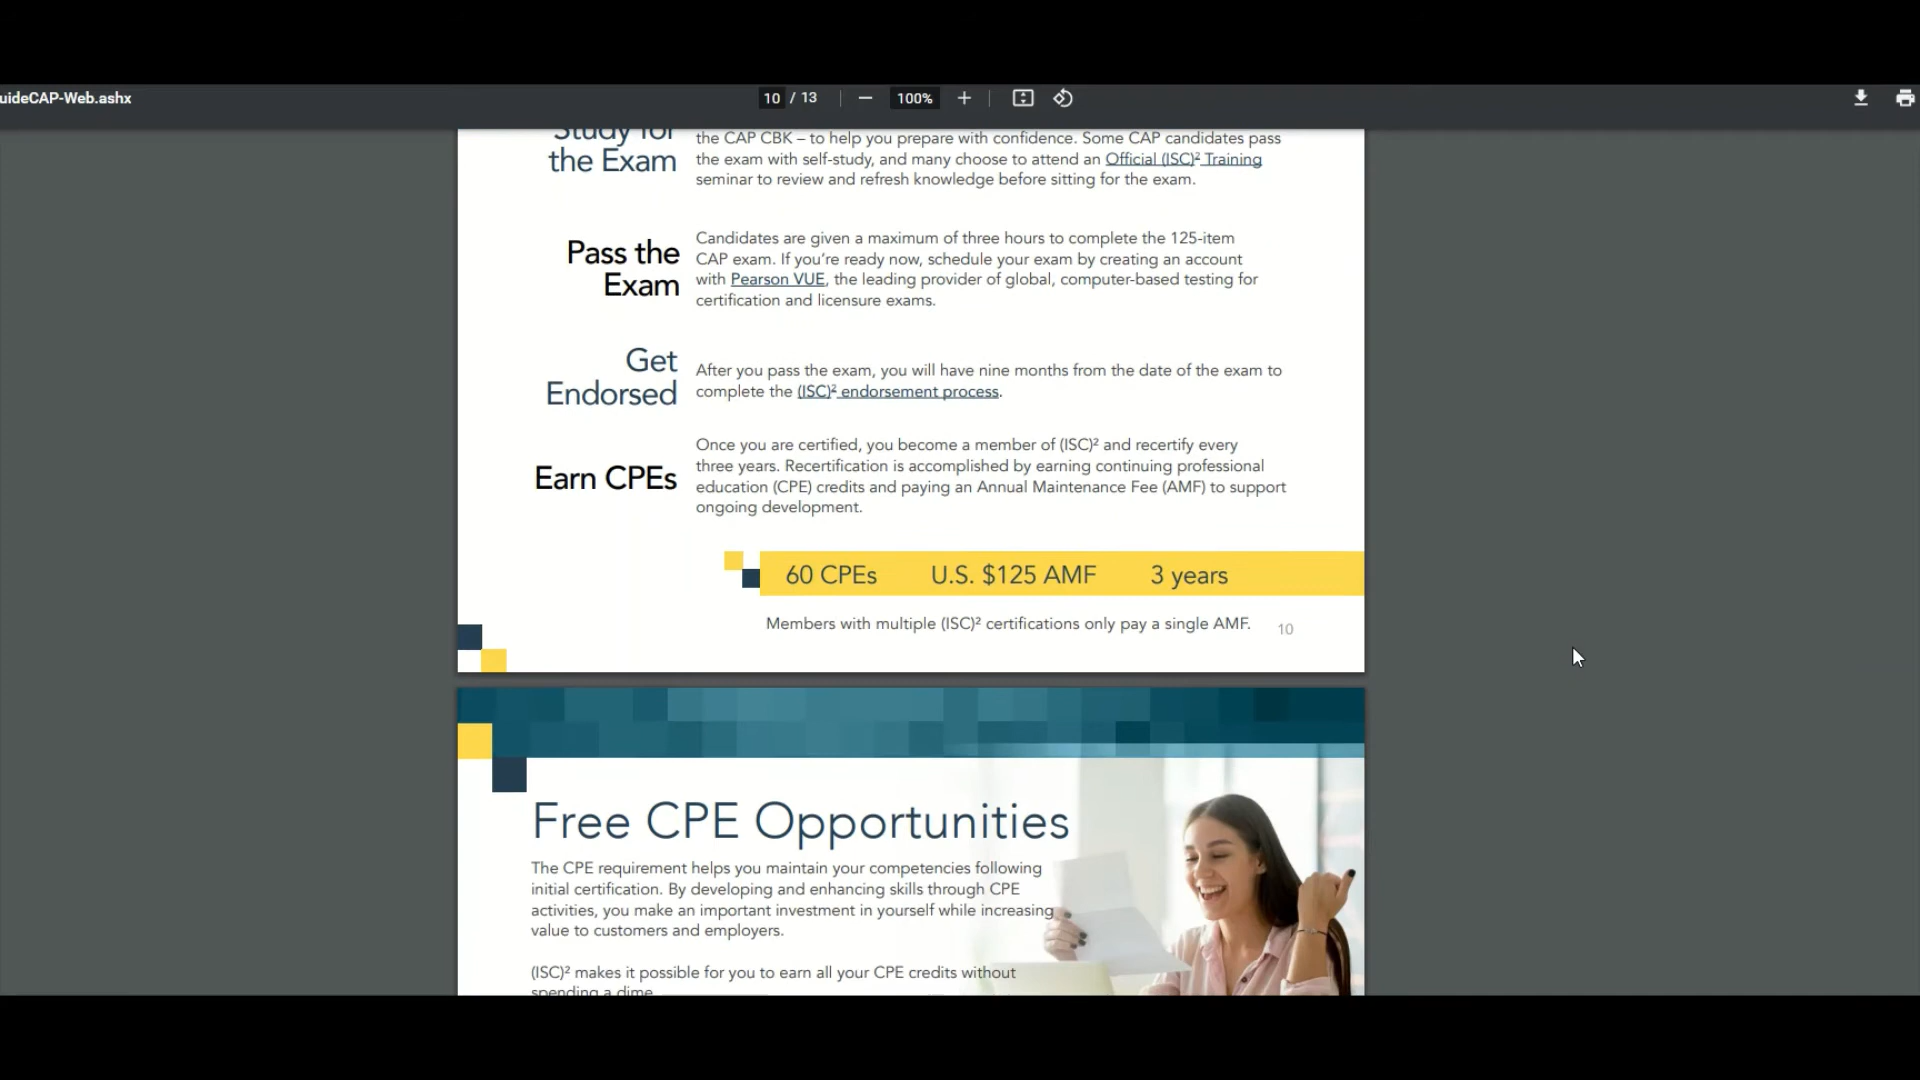 uideCAP-Web.ashx
10 / 13
100%
Study for
the Exam
the CAP CBK – to help you prepare with confidence. Some CAP candidates pass
the exam with self-study, and many choose to attend an Official (ISC)² Training
seminar to review and refresh knowledge before sitting for the exam.
Pass the
Exam
Candidates are given a maximum of three hours to complete the 125-item
CAP exam. If you’re ready now, schedule your exam by creating an account
with Pearson VUE, the leading provider of global, computer-based testing for
certification and licensure exams.
Get
Endorsed
After you pass the exam, you will have nine months from the date of the exam to
complete the (ISC)² endorsement process.
Earn CPEs
Once you are certified, you become a member of (ISC)² and recertify every
three years. Recertification is accomplished by earning continuing professional
education (CPE) credits and paying an Annual Maintenance Fee (AMF) to support
ongoing development.
60 CPEs U.S. $125 AMF 3 years
Members with multiple (ISC)² certifications only pay a single AMF.
10
Free CPE Opportunities
The CPE requirement helps you maintain your competencies following
initial certification. By developing and enhancing skills through CPE
activities, you make an important investment in yourself while increasing
value to customers and employers.
(ISC)² makes it possible for you to earn all your CPE credits without
spending a dime